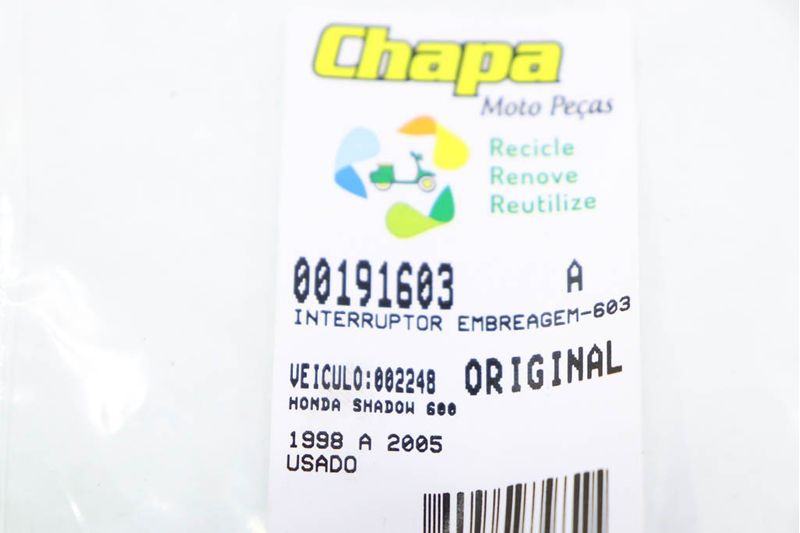 Chapa
Moto Peças
Recicle
Renove
Reutilize
00191603 A
INTERRUPTOR EMBREAGEM-603
VEICULO:002248 ORIGINAL
HONDA SHADOW 600
1998 A 2005
USADO